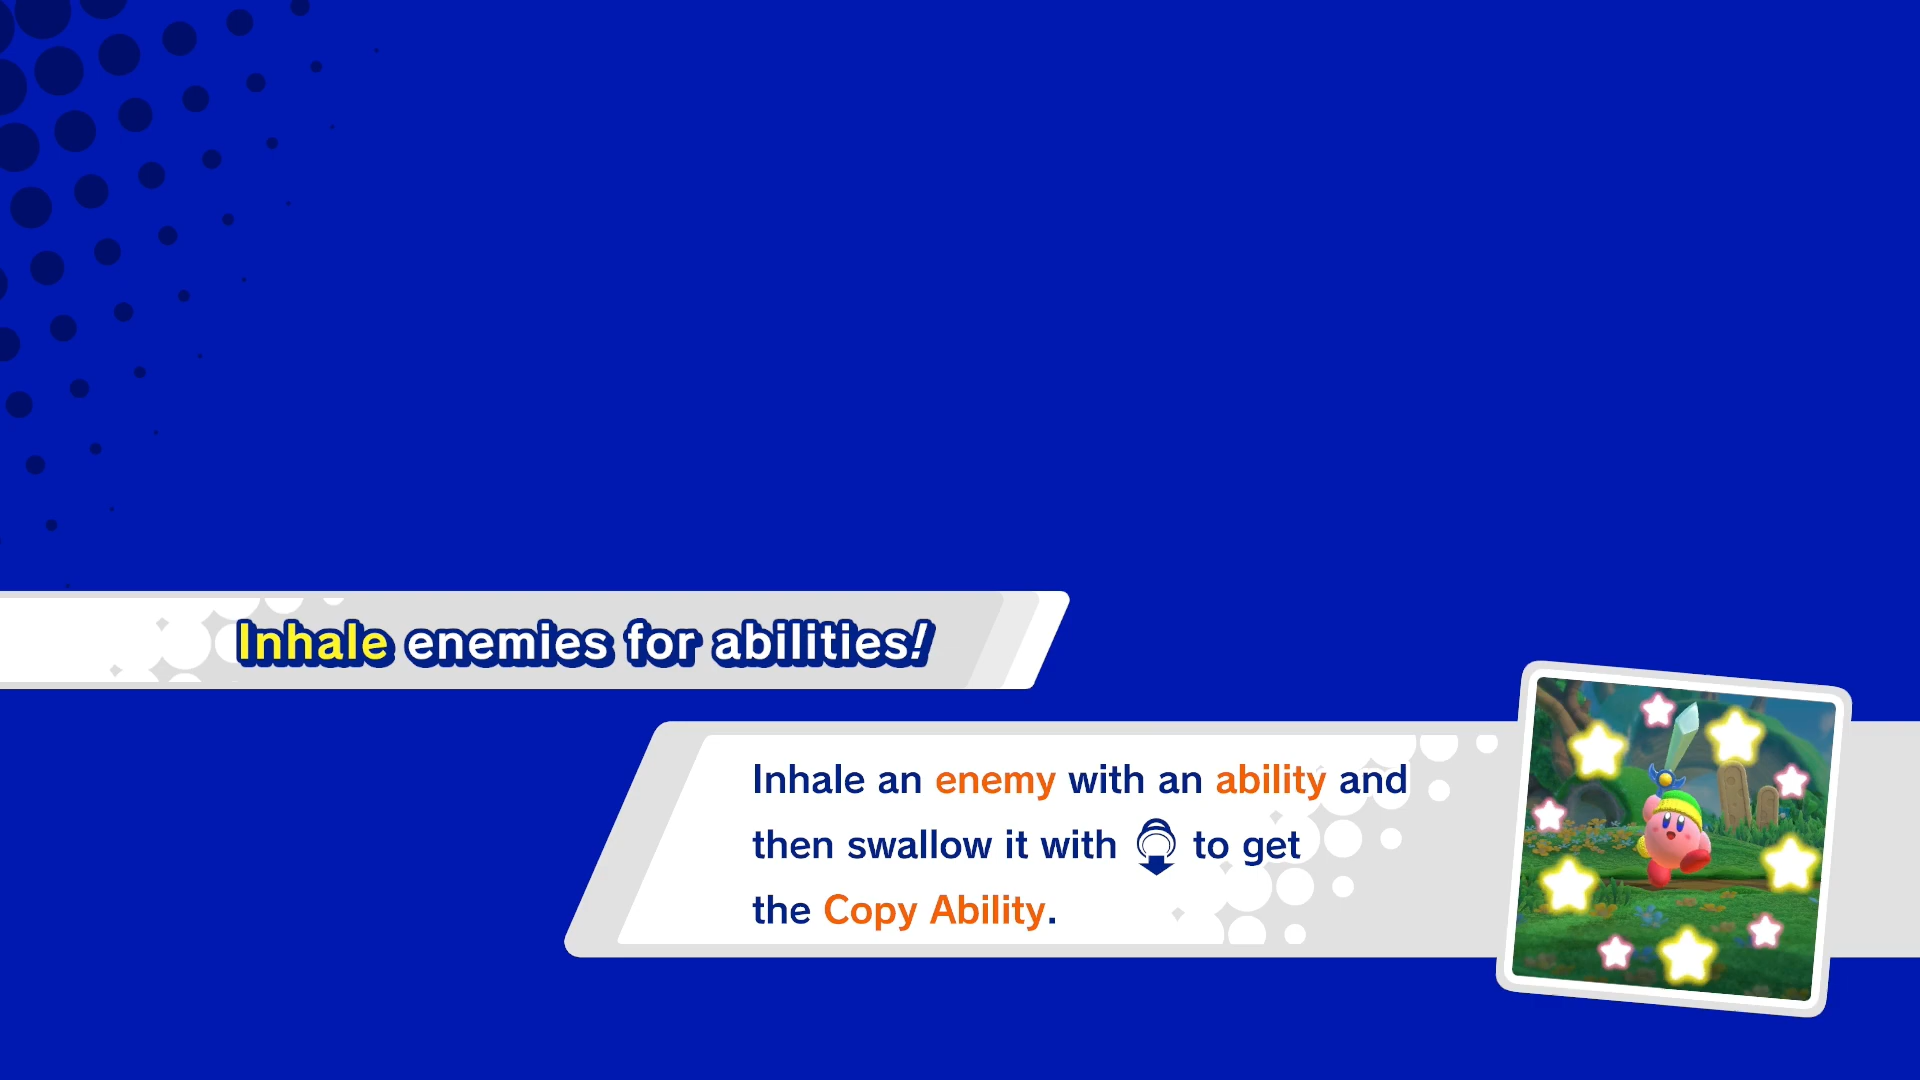 Inhale enemies for abilities!
Inhale an enemy with an ability and
then swallow it with to get
the Copy Ability.